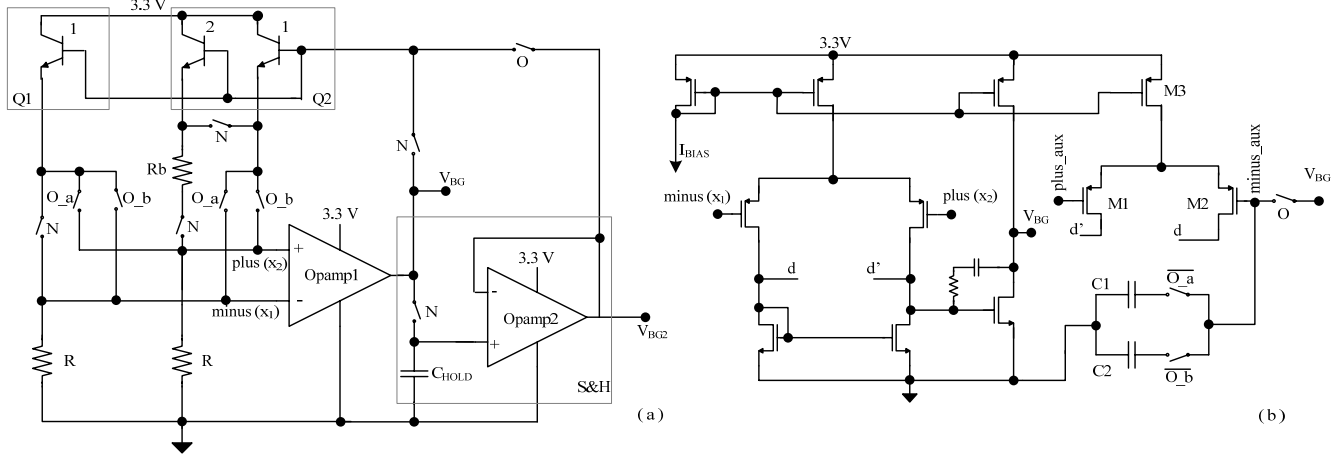 3.3 V
1
2
1
Q1
Q2
O
N
N
Rb
V_BG
O_a
O_b
O_a
O_b
N
N
3.3 V
plus (x₂)
Opamp1
minus (x₁)
N
3.3 V
Opamp2
V_BG2
R
R
C_HOLD
S&H
(a)
3.3V
M3
I_BIAS
plus_aux
minus_aux
V_BG
minus (x₁)
plus (x₂)
V_BG
M1
M2
O
d'
d
d
d'
C1
O̅_̅a̅
C2
O̅_̅b̅
(b)